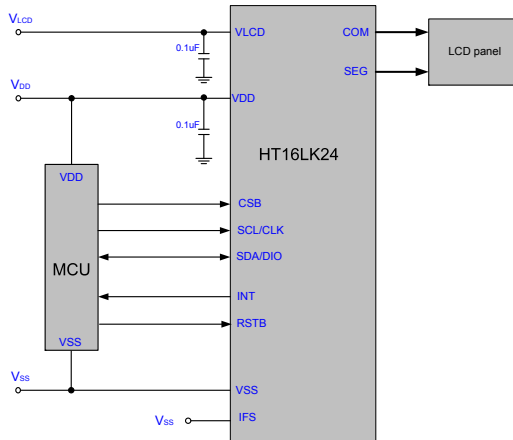 VLCD
VLCD
COM
0.1uF
LCD panel
SEG
VDD
VDD
0.1uF
HT16LK24
VDD
CSB
SCL/CLK
SDA/DIO
MCU
INT
RSTB
VSS
VSS
VSS
VSS
IFS